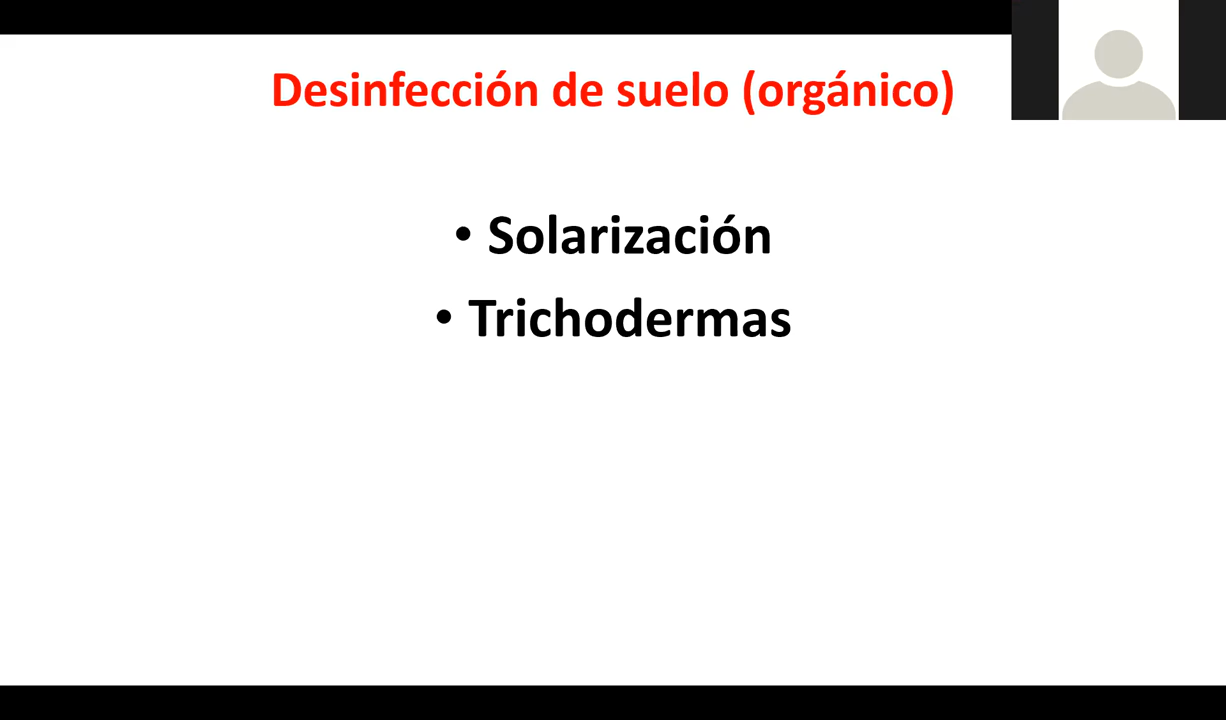 Desinfección de suelo (orgánico)
• Solarización
• Trichodermas